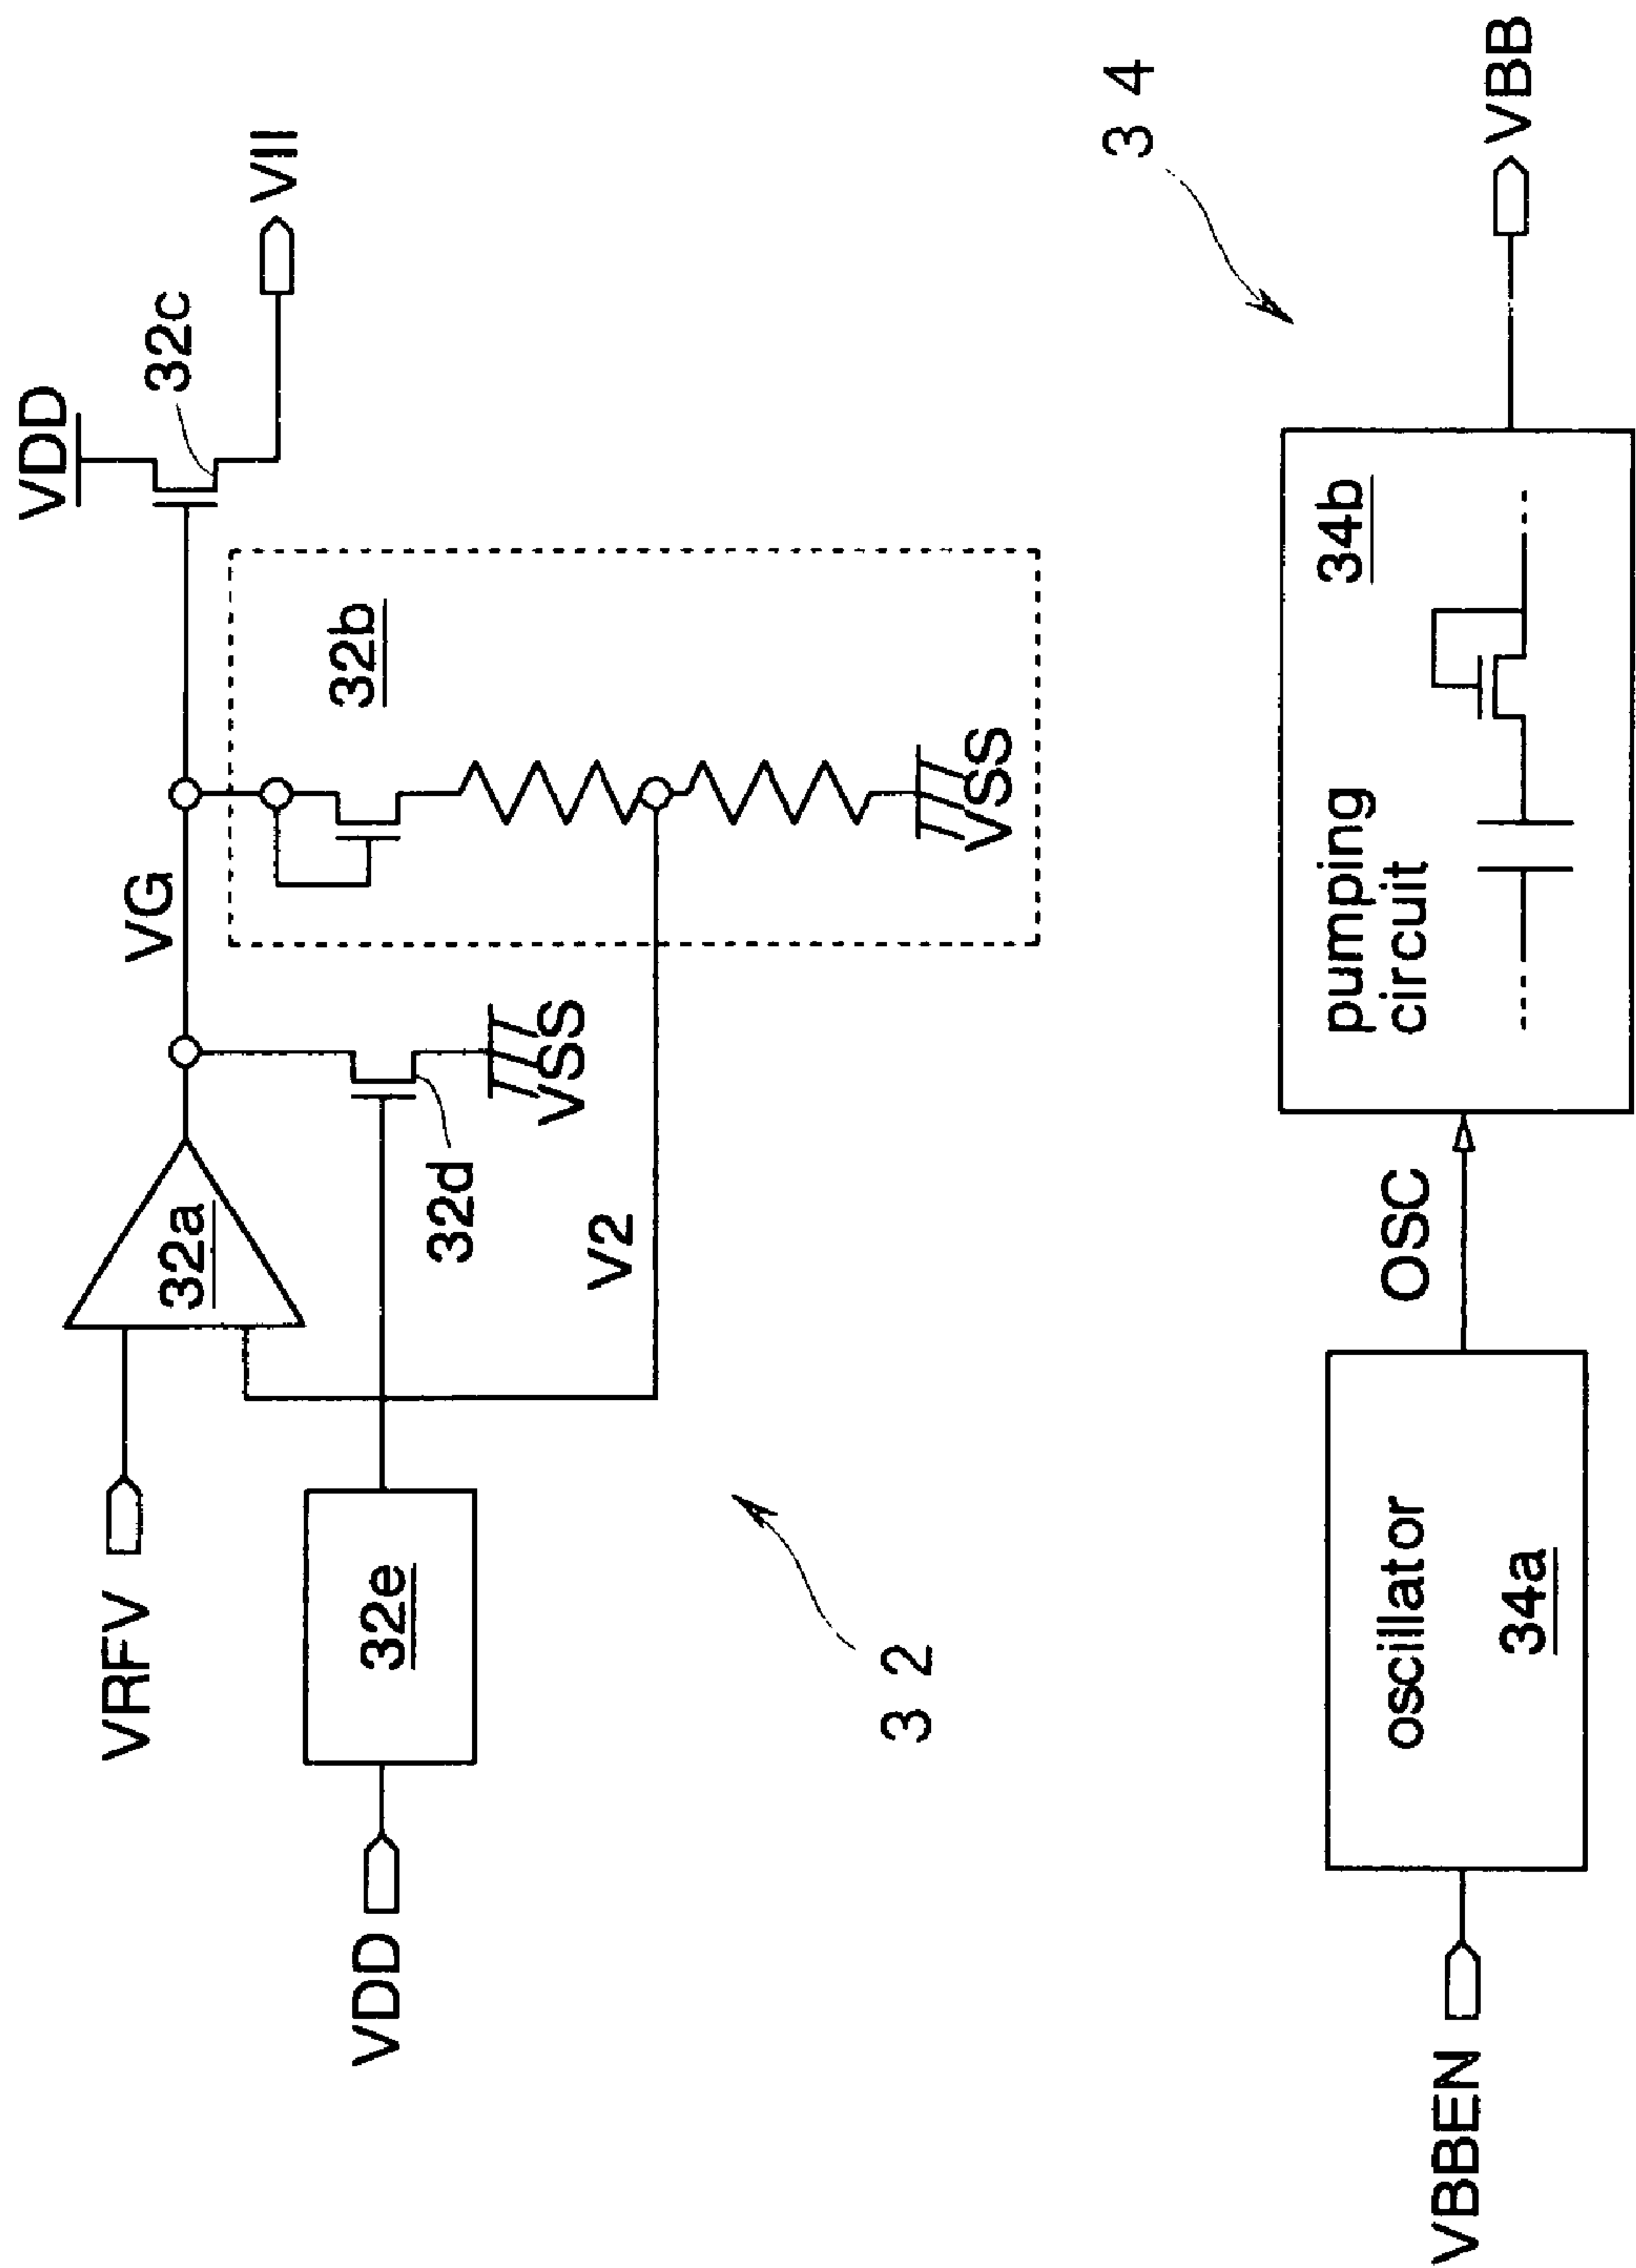 VDD
32c
VII
VG
32b
VRFV
32a
VSS
32d
V2
VSS
VDD
32e
3 2
3 4
VBBEN
oscillator
34a
OSC
pumping
circuit
34b
VBB